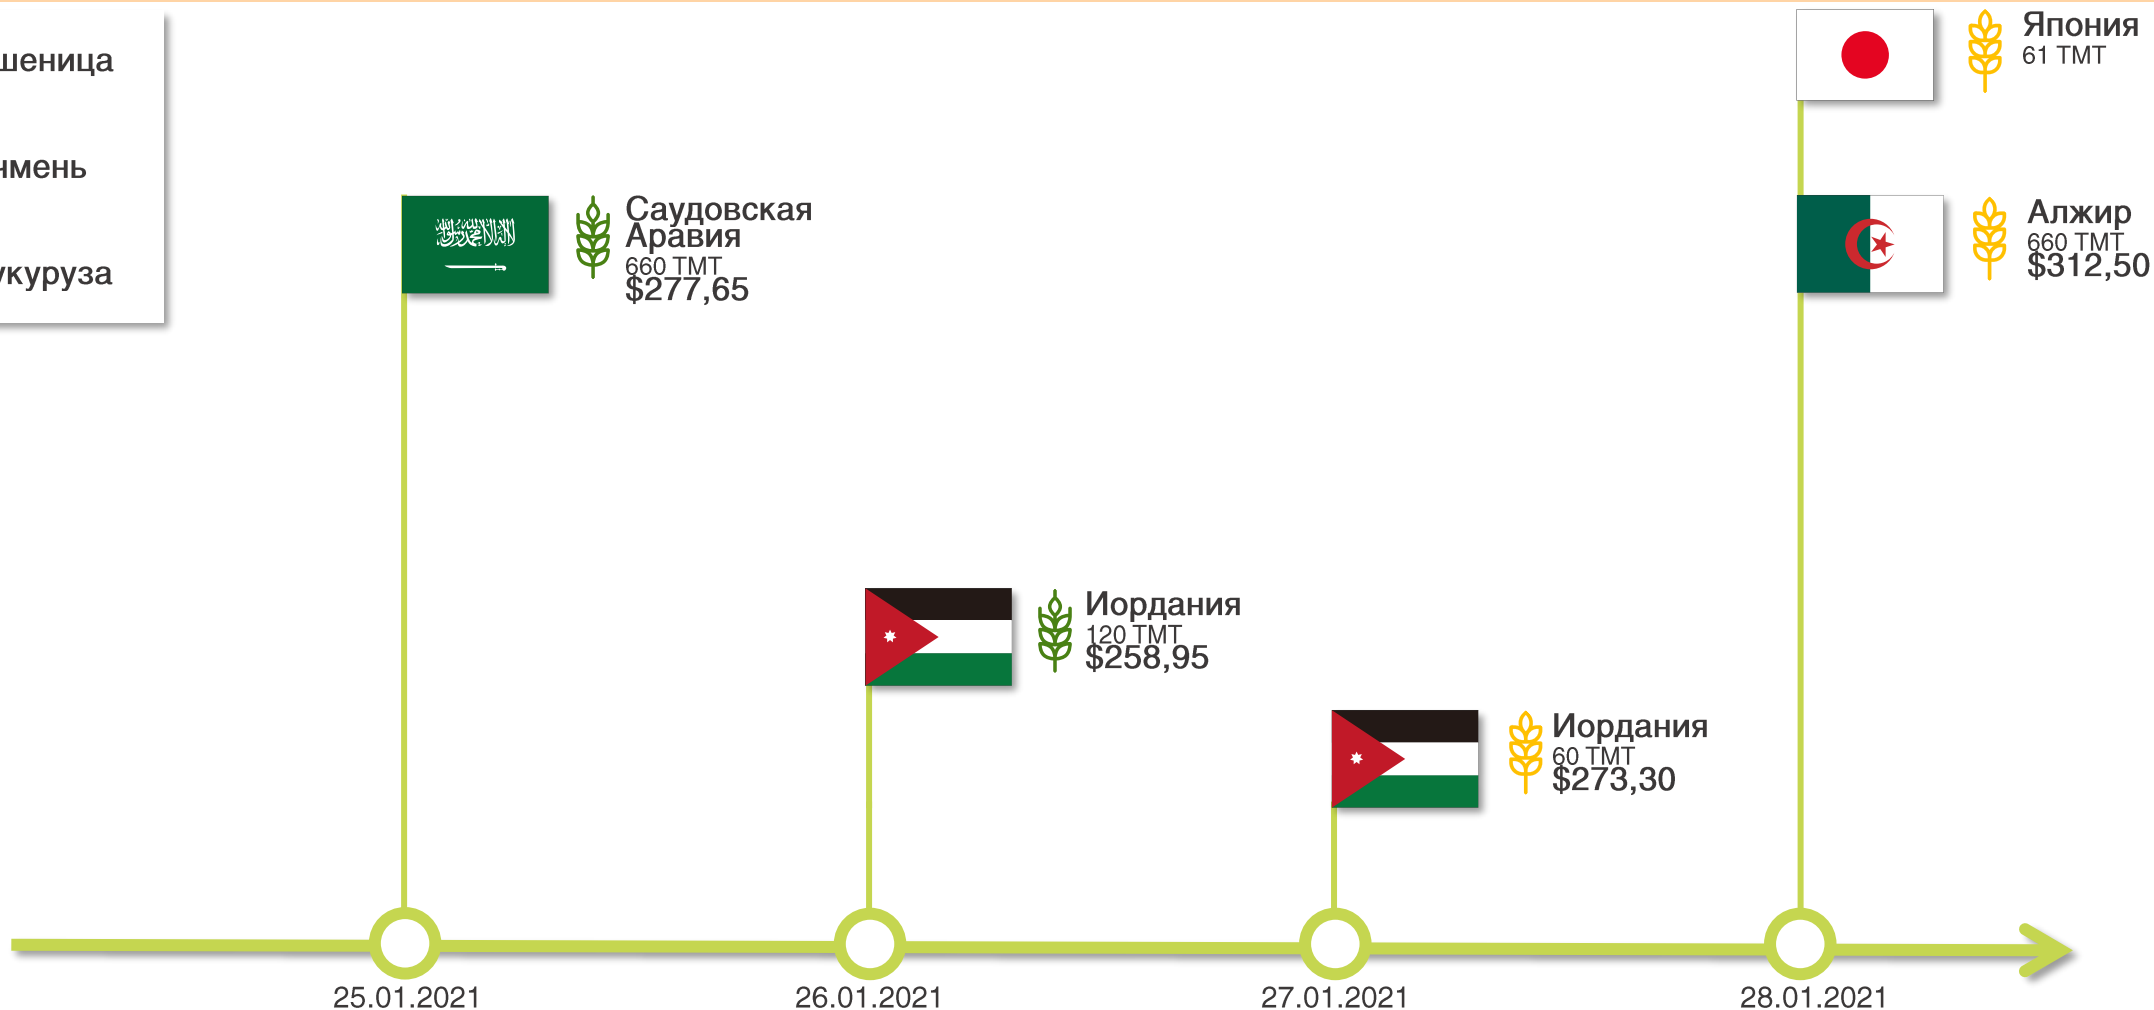 шеница
чмень
укуруза
Саудовская
Аравия
660 ТМТ
$277,65
Иордания
120 ТМТ
$258,95
Иордания
60 ТМТ
$273,30
Япония
61 ТМТ
Алжир
660 ТМТ
$312,50
25.01.2021
26.01.2021
27.01.2021
28.01.2021